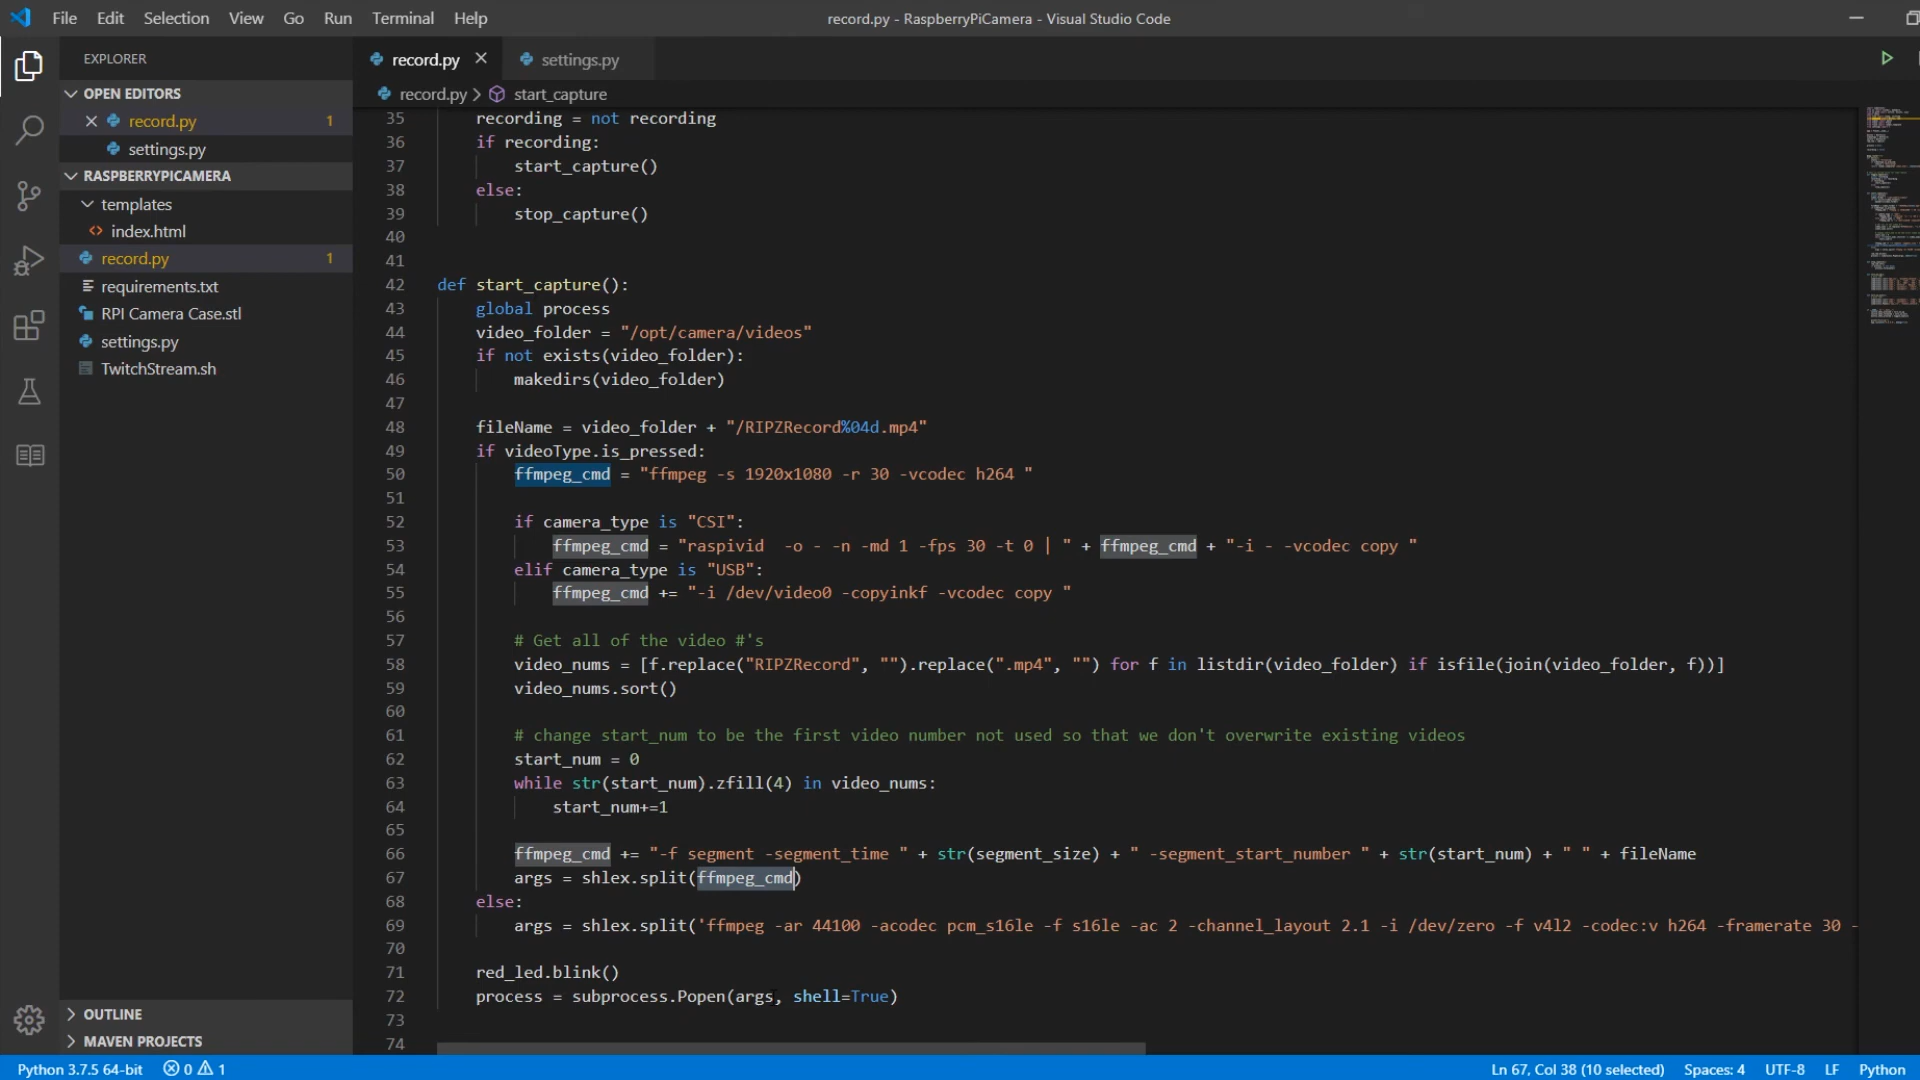 File Edit Selection View Go Run Terminal Help
record.py - RaspberryPiCamera - Visual Studio Code
EXPLORER
OPEN EDITORS
record.py 1
settings.py
RASPBERRYPICAMERA
templates
index.html
record.py 1
requirements.txt
RPI Camera Case.stl
settings.py
TwitchStream.sh
OUTLINE
MAVEN PROJECTS
record.py settings.py
record.py > start_capture
35 recording = not recording
36 if recording:
37 start_capture()
38 else:
39 stop_capture()
40
41
42 def start_capture():
43 global process
44 video_folder = "/opt/camera/videos"
45 if not exists(video_folder):
46 makedirs(video_folder)
47
48 fileName = video_folder + "/RIPZRecord%04d.mp4"
49 if videoType.is_pressed:
50 ffmpeg_cmd = "ffmpeg -s 1920x1080 -r 30 -vcodec h264 "
51
52 if camera_type is "CSI":
53 ffmpeg_cmd = "raspivid  -o - -n -md 1 -fps 30 -t 0 | " + ffmpeg_cmd + "-i - -vcodec copy "
54 elif camera_type is "USB":
55 ffmpeg_cmd += "-i /dev/video0 -copyinkf -vcodec copy "
56
57 # Get all of the video #'s
58 video_nums = [f.replace("RIPZRecord", "").replace(".mp4", "") for f in listdir(video_folder) if isfile(join(video_folder, f))]
59 video_nums.sort()
60
61 # change start_num to be the first video number not used so that we don't overwrite existing videos
62 start_num = 0
63 while str(start_num).zfill(4) in video_nums:
64 start_num+=1
65
66 ffmpeg_cmd += "-f segment -segment_time " + str(segment_size) + " -segment_start_number " + str(start_num) + " " + fileName
67 args = shlex.split(ffmpeg_cmd)
68 else:
69 args = shlex.split('ffmpeg -ar 44100 -acodec pcm_s16le -f s16le -ac 2 -channel_layout 2.1 -i /dev/zero -f v4l2 -codec:v h264 -framerate 30 -
70
71 red_led.blink()
72 process = subprocess.Popen(args, shell=True)
73
74
Python 3.7.5 64-bit 0 1 Ln 67, Col 38 (10 selected) Spaces: 4 UTF-8 LF Python